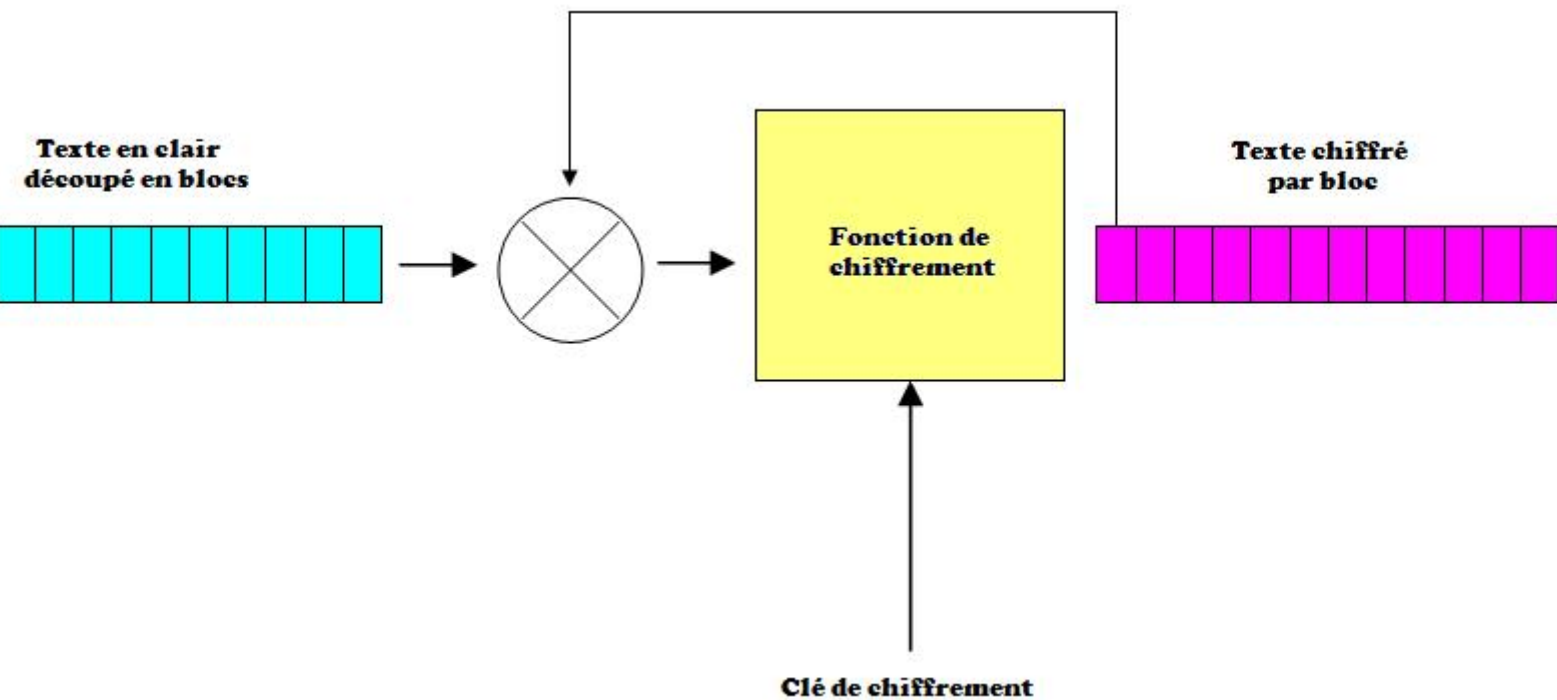 Texte en clair
découpé en blocs
Fonction de
chiffrement
Texte chiffré
par bloc
Clé de chiffrement